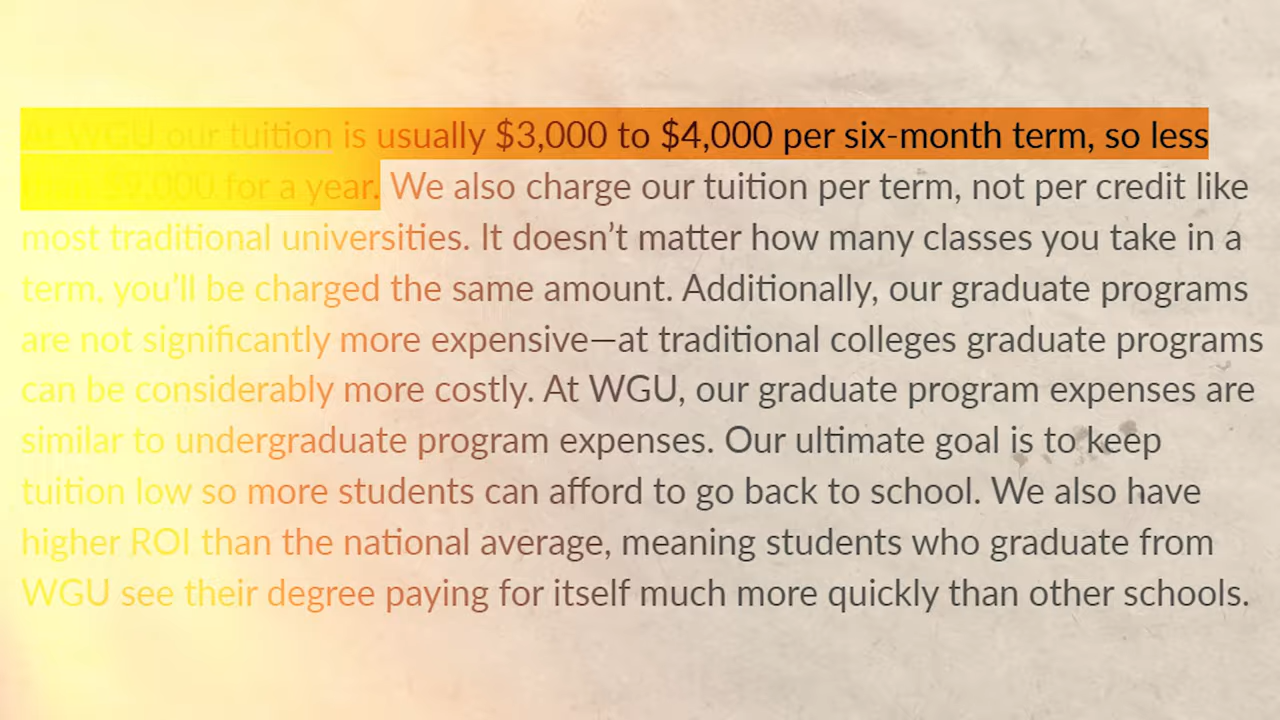 At WGU our tuition is usually $3,000 to $4,000 per six-month term, so less
than $9,000 for a year. We also charge our tuition per term, not per credit like
most traditional universities. It doesn’t matter how many classes you take in a
term, you’ll be charged the same amount. Additionally, our graduate programs
are not significantly more expensive—at traditional colleges graduate programs
can be considerably more costly. At WGU, our graduate program expenses are
similar to undergraduate program expenses. Our ultimate goal is to keep
tuition low so more students can afford to go back to school. We also have
higher ROI than the national average, meaning students who graduate from
WGU see their degree paying for itself much more quickly than other schools.